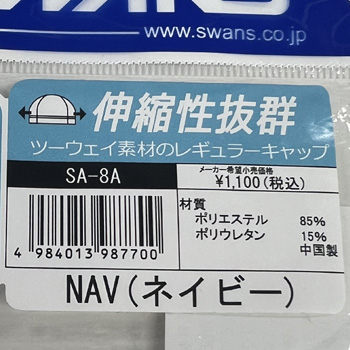 SWANS
www.swans.co.jp
伸縮性抜群
ツーウェイ素材のレギュラーキャップ
SA-8A
メーカー希望小売価格
¥1,100(税込)
材質
ポリエステル 85%
ポリウレタン 15%
中国製
4 984013 987700
NAV(ネイビー)